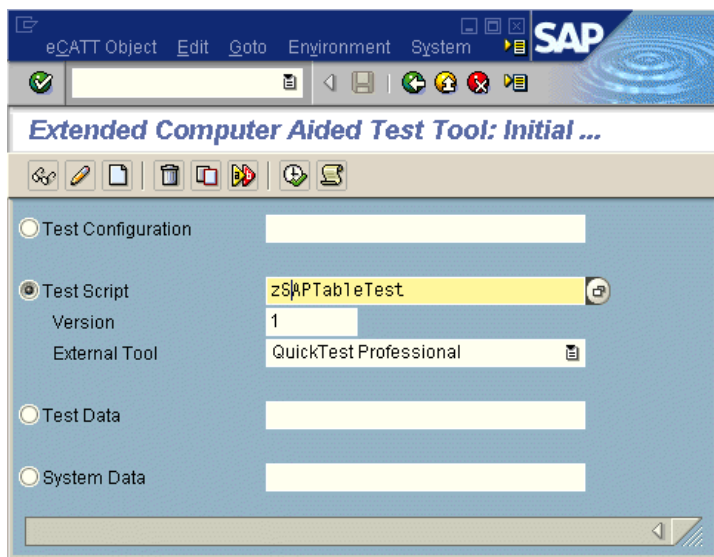 eCATT Object Edit Goto Environment System SAP
Extended Computer Aided Test Tool: Initial ...
Test Configuration
Test Script zSAPTableTest
Version 1
External Tool QuickTest Professional
Test Data
System Data